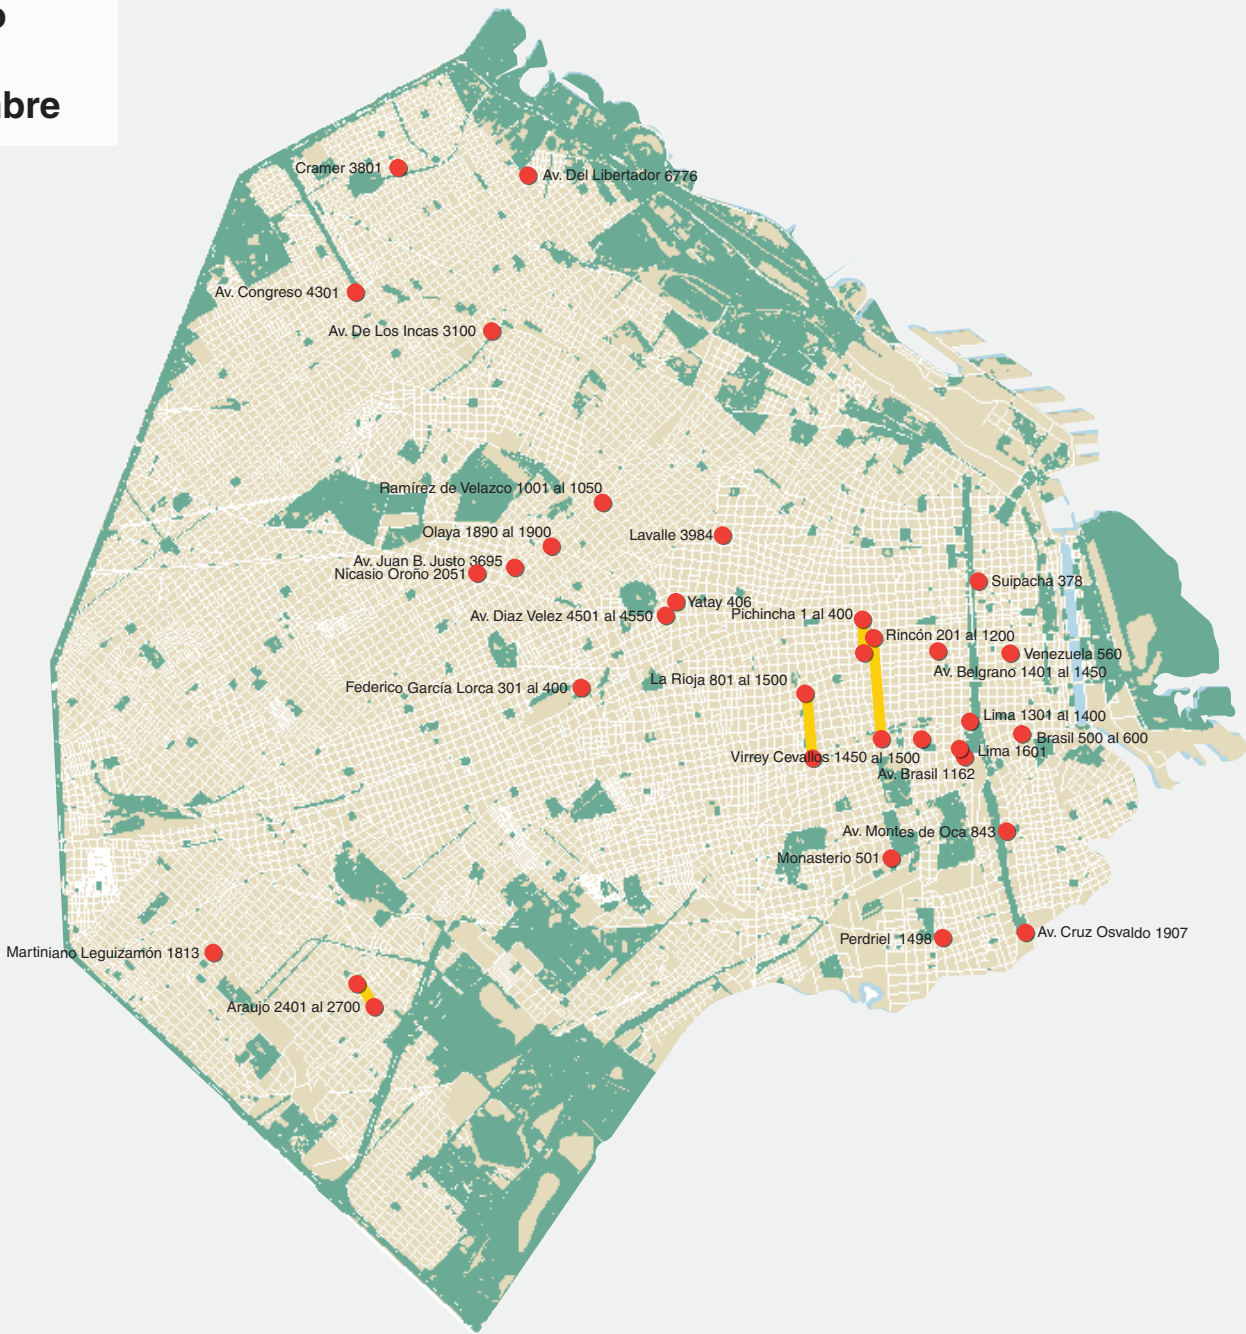 o
bre
Cramer 3801
Av. Del Libertador 6776
Av. Congreso 4301
Av. De Los Incas 3100
Ramírez de Velazco 1001 al 1050
Olaya 1890 al 1900
Lavalle 3984
Av. Juan B. Justo 3695
Nicasio Oroño 2051
Suipacha 378
Yatay 406
Av. Diaz Velez 4501 al 4550
Pichincha 1 al 400
Rincón 201 al 1200
Venezuela 560
Av. Belgrano 1401 al 1450
La Rioja 801 al 1500
Federico García Lorca 301 al 400
Lima 1301 al 1400
Brasil 500 al 600
Lima 1601
Virrey Cevallos 1450 al 1500
Av. Brasil 1162
Av. Montes de Oca 843
Monasterio 501
Av. Cruz Osvaldo 1907
Perdriel 1498
Martiniano Leguizamón 1813
Araujo 2401 al 2700